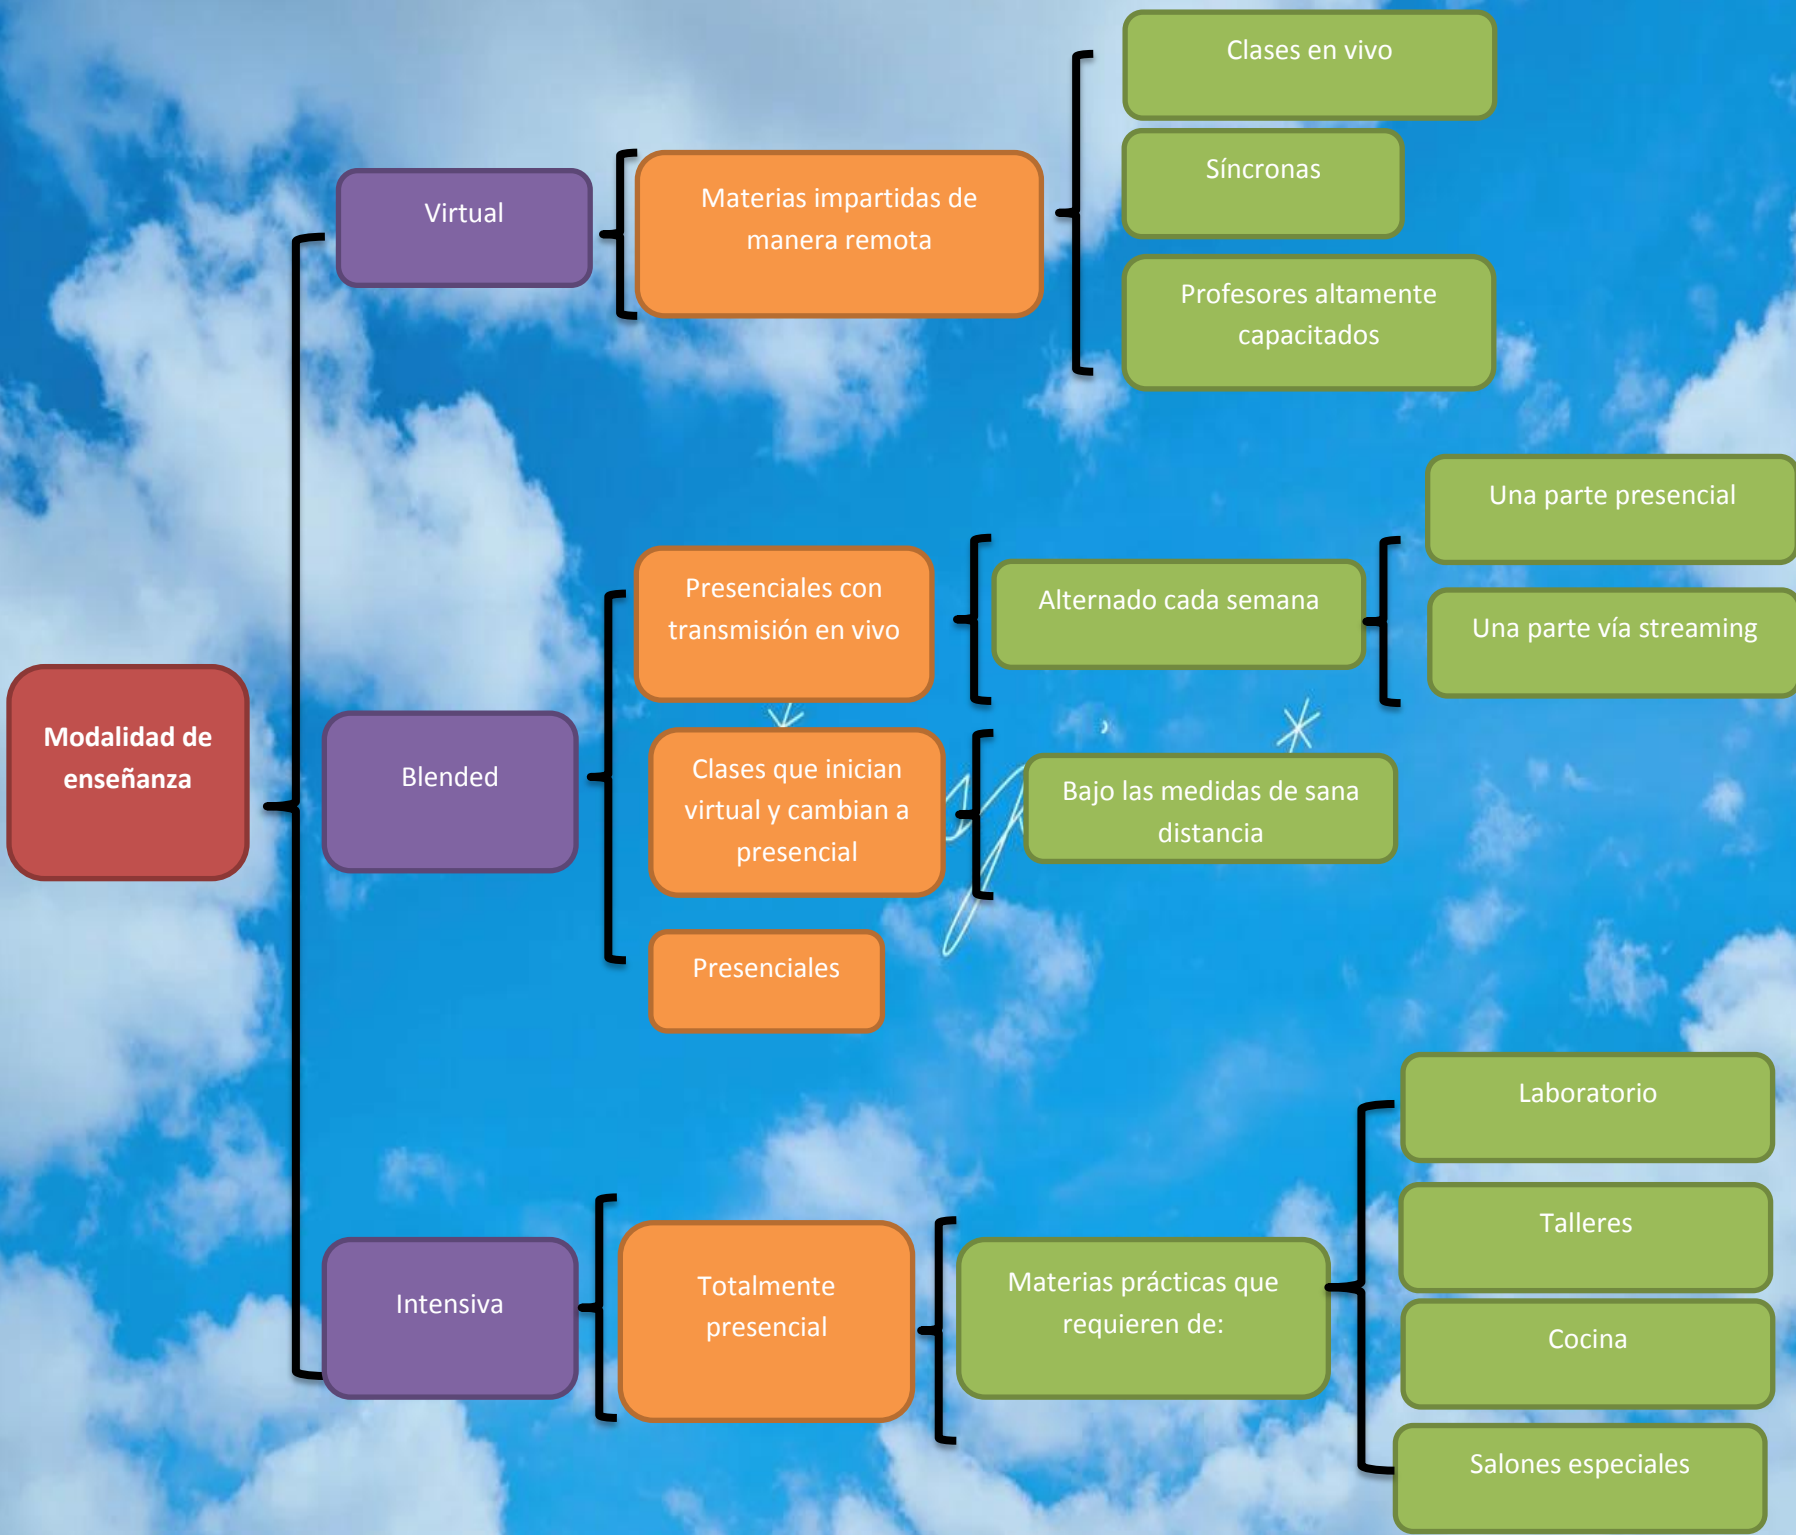 Modalidad de
enseñanza
Virtual
Materias impartidas de
manera remota
Clases en vivo
Síncronas
Profesores altamente
capacitados
Blended
Presenciales con
transmisión en vivo
Alternado cada semana
Una parte presencial
Una parte vía streaming
Clases que inician
virtual y cambian a
presencial
Bajo las medidas de sana
distancia
Presenciales
Intensiva
Totalmente
presencial
Materias prácticas que
requieren de:
Laboratorio
Talleres
Cocina
Salones especiales